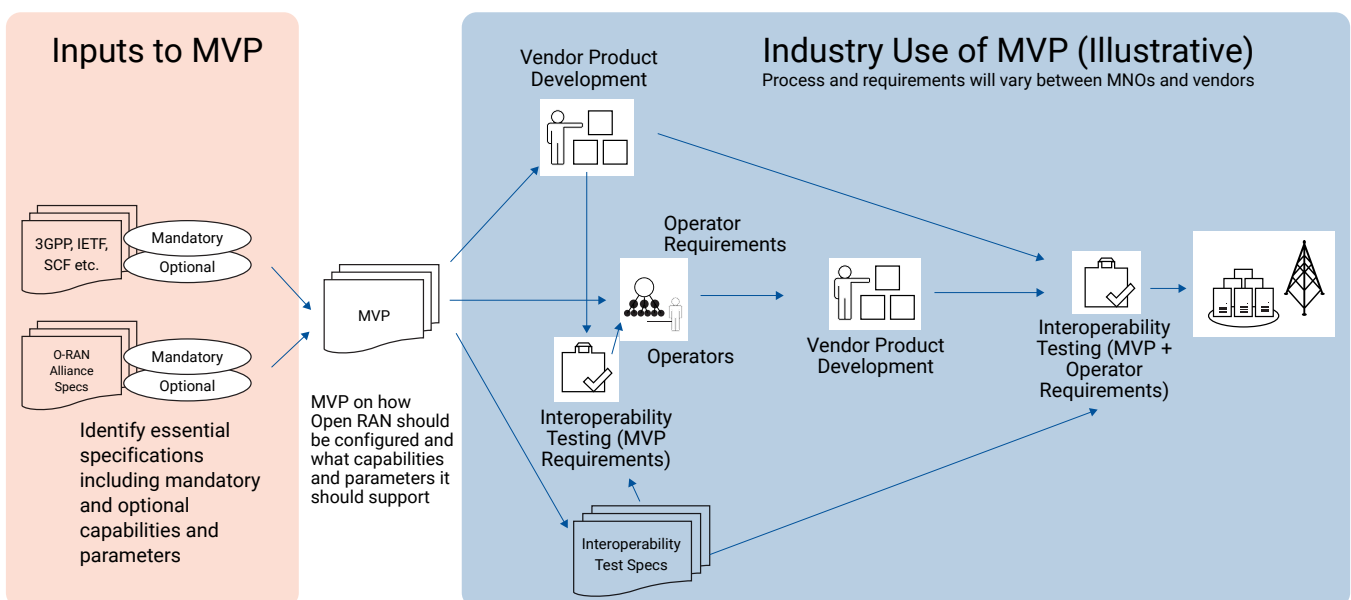 Inputs to MVP
3GPP, IETF,
SCF etc.
Mandatory
Optional
O-RAN
Alliance
Specs
Mandatory
Optional
Identify essential
specifications
including mandatory
and optional
capabilities and
parameters
MVP
MVP on how
Open RAN should
be configured and
what capabilities
and parameters it
should support
Industry Use of MVP (Illustrative)
Process and requirements will vary between MNOs and vendors
Vendor Product
Development
Operator
Requirements
Operators
Interoperability
Testing (MVP
Requirements)
Interoperability
Test Specs
Vendor Product
Development
Interoperability
Testing (MVP +
Operator
Requirements)